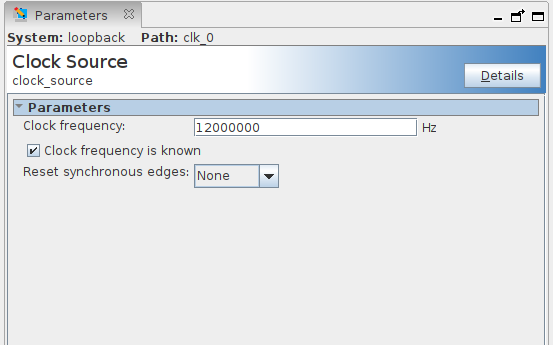 Parameters
System: loopback Path: clk_0
Clock Source
clock_source
Details
Parameters
Clock frequency: 12000000 Hz
Clock frequency is known
Reset synchronous edges: None